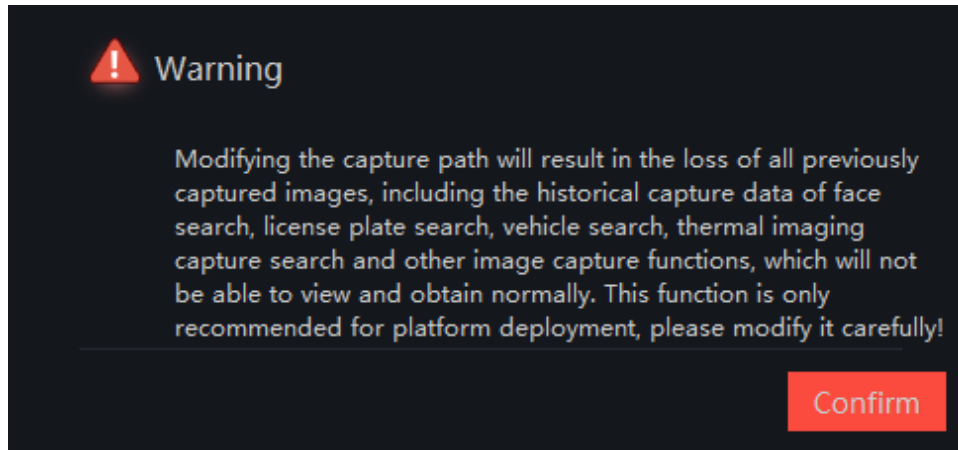 Warning
Modifying the capture path will result in the loss of all previously
captured images, including the historical capture data of face
search, license plate search, vehicle search, thermal imaging
capture search and other image capture functions, which will not
be able to view and obtain normally. This function is only
recommended for platform deployment, please modify it carefully!
Confirm